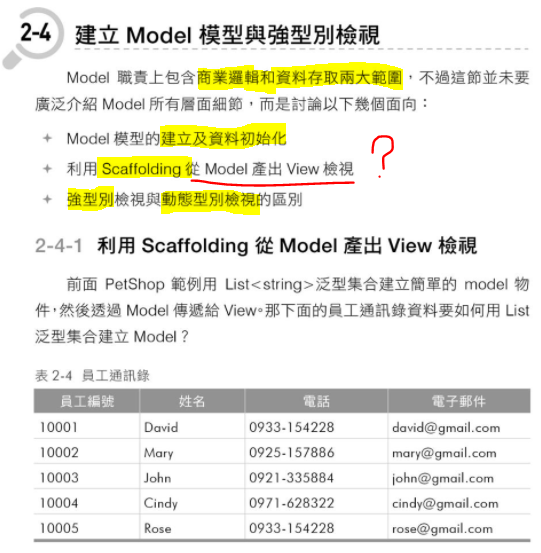 2-4 建立 Model 模型與強型別檢視
Model 職責上包含商業邏輯和資料存取兩大範圍，不過這節並未要
廣泛介紹 Model 所有層面細節，而是討論以下幾個面向：
+ Model 模型的建立及資料初始化
+ 利用 Scaffolding 從 Model 產出 View 檢視
?
+ 強型別檢視與動態型別檢視的區別
2-4-1 利用 Scaffolding 從 Model 產出 View 檢視
前面 PetShop 範例用 List<string>泛型集合建立簡單的 model 物
件，然後透過 Model 傳遞給 View。那下面的員工通訊錄資料要如何用 List
泛型集合建立 Model？
表 2-4 員工通訊錄
員工編號 姓名 電話 電子郵件
10001 David 0933-154228 david@gmail.com
10002 Mary 0925-157886 mary@gmail.com
10003 John 0921-335884 john@gmail.com
10004 Cindy 0971-628322 cindy@gmail.com
10005 Rose 0933-154228 rose@gmail.com